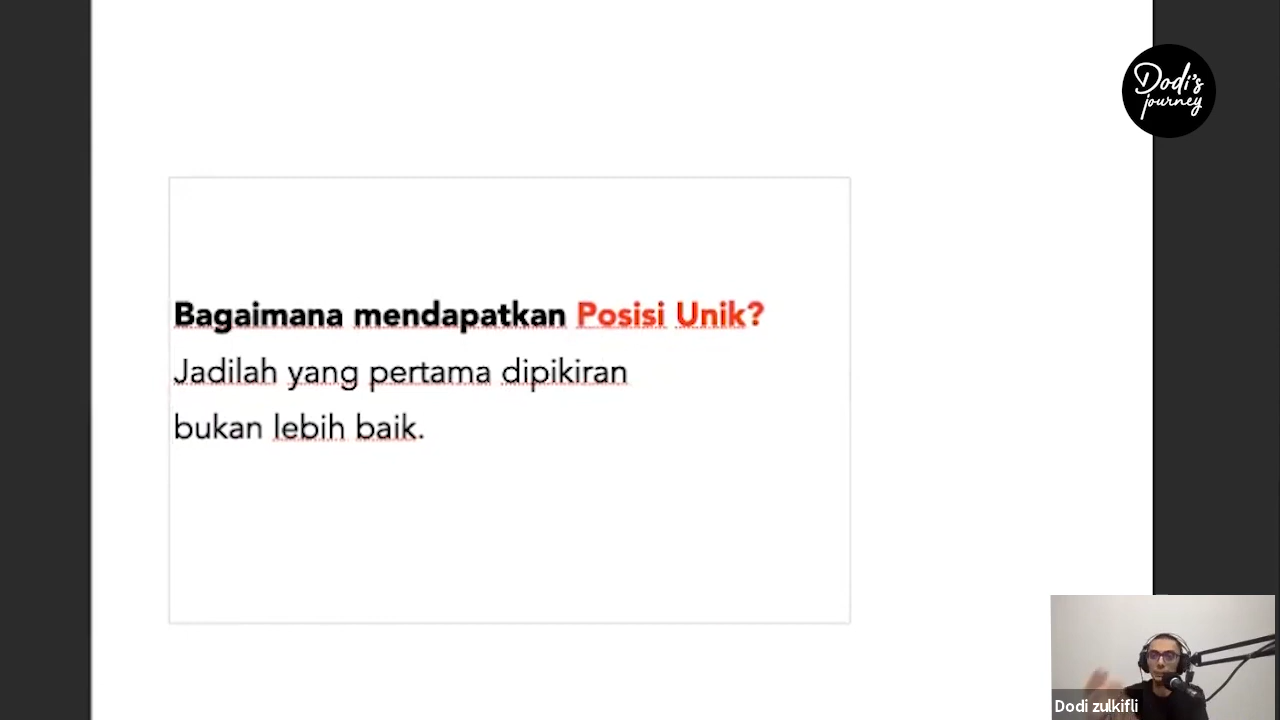 Dodi's
journey
Bagaimana mendapatkan Posisi Unik?
Jadilah yang pertama dipikiran
bukan lebih baik.
Dodi zulkifli